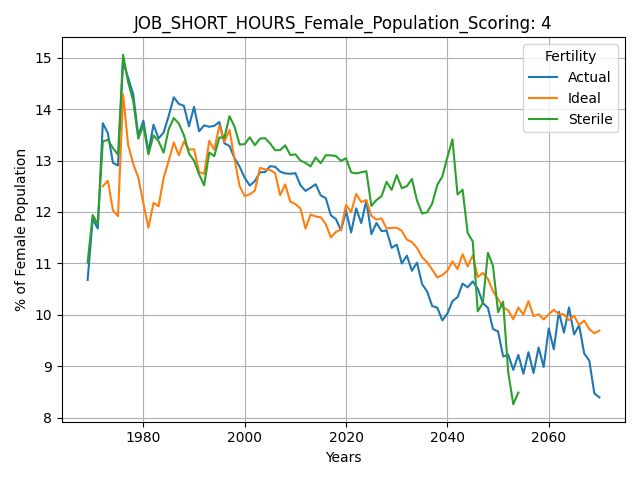 JOB_SHORT_HOURS_Female_Population_Scoring: 4
Fertility
Actual
Ideal
Sterile
% of Female Population
15
14
13
12
11
10
9
8
1980
2000
2020
2040
2060
Years